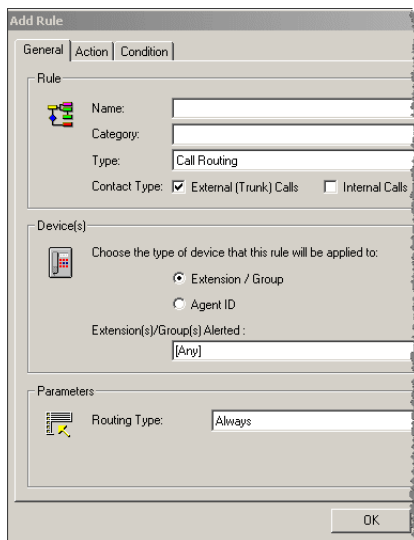 Add Rule
General Action Condition
Rule
Name:
Category:
Type: Call Routing
Contact Type: External (Trunk) Calls Internal Calls
Device(s)
Choose the type of device that this rule will be applied to:
Extension / Group
Agent ID
Extension(s)/Group(s) Alerted :
[Any]
Parameters
Routing Type: Always
OK